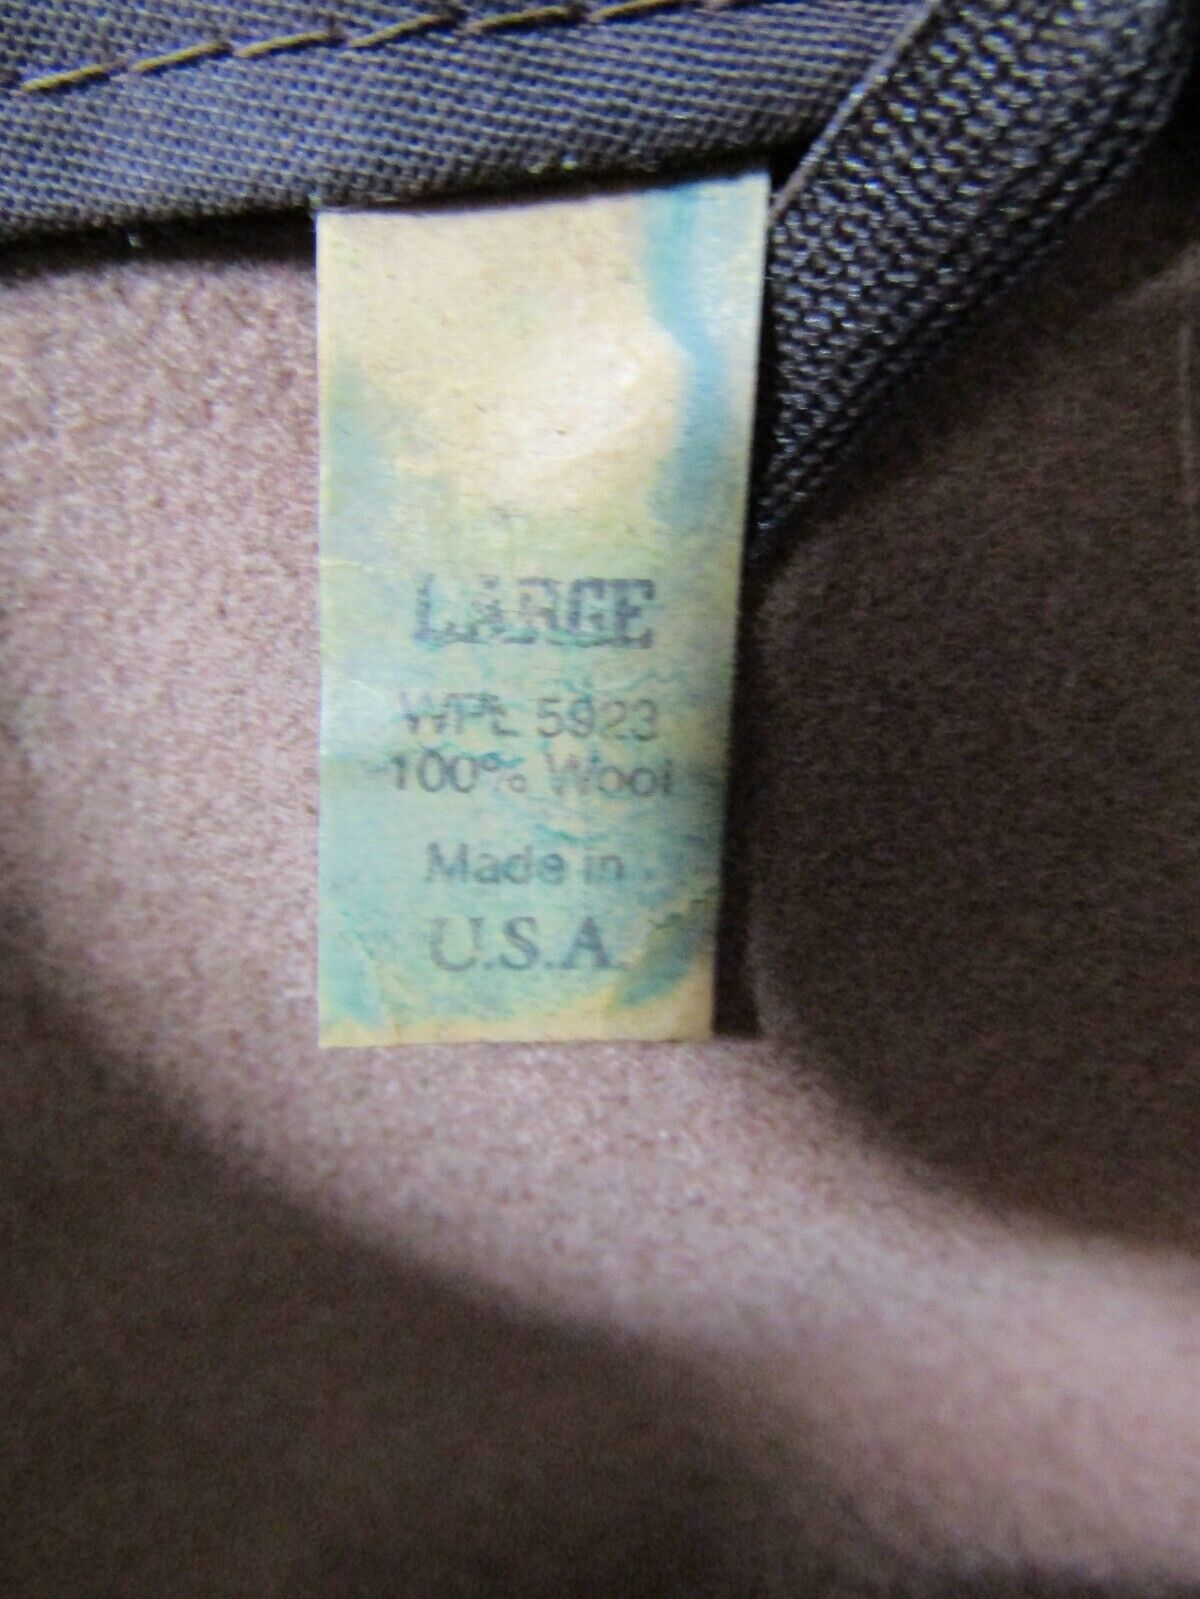 LARGE
WPL 5923
100% Wool
Made in
U.S.A.